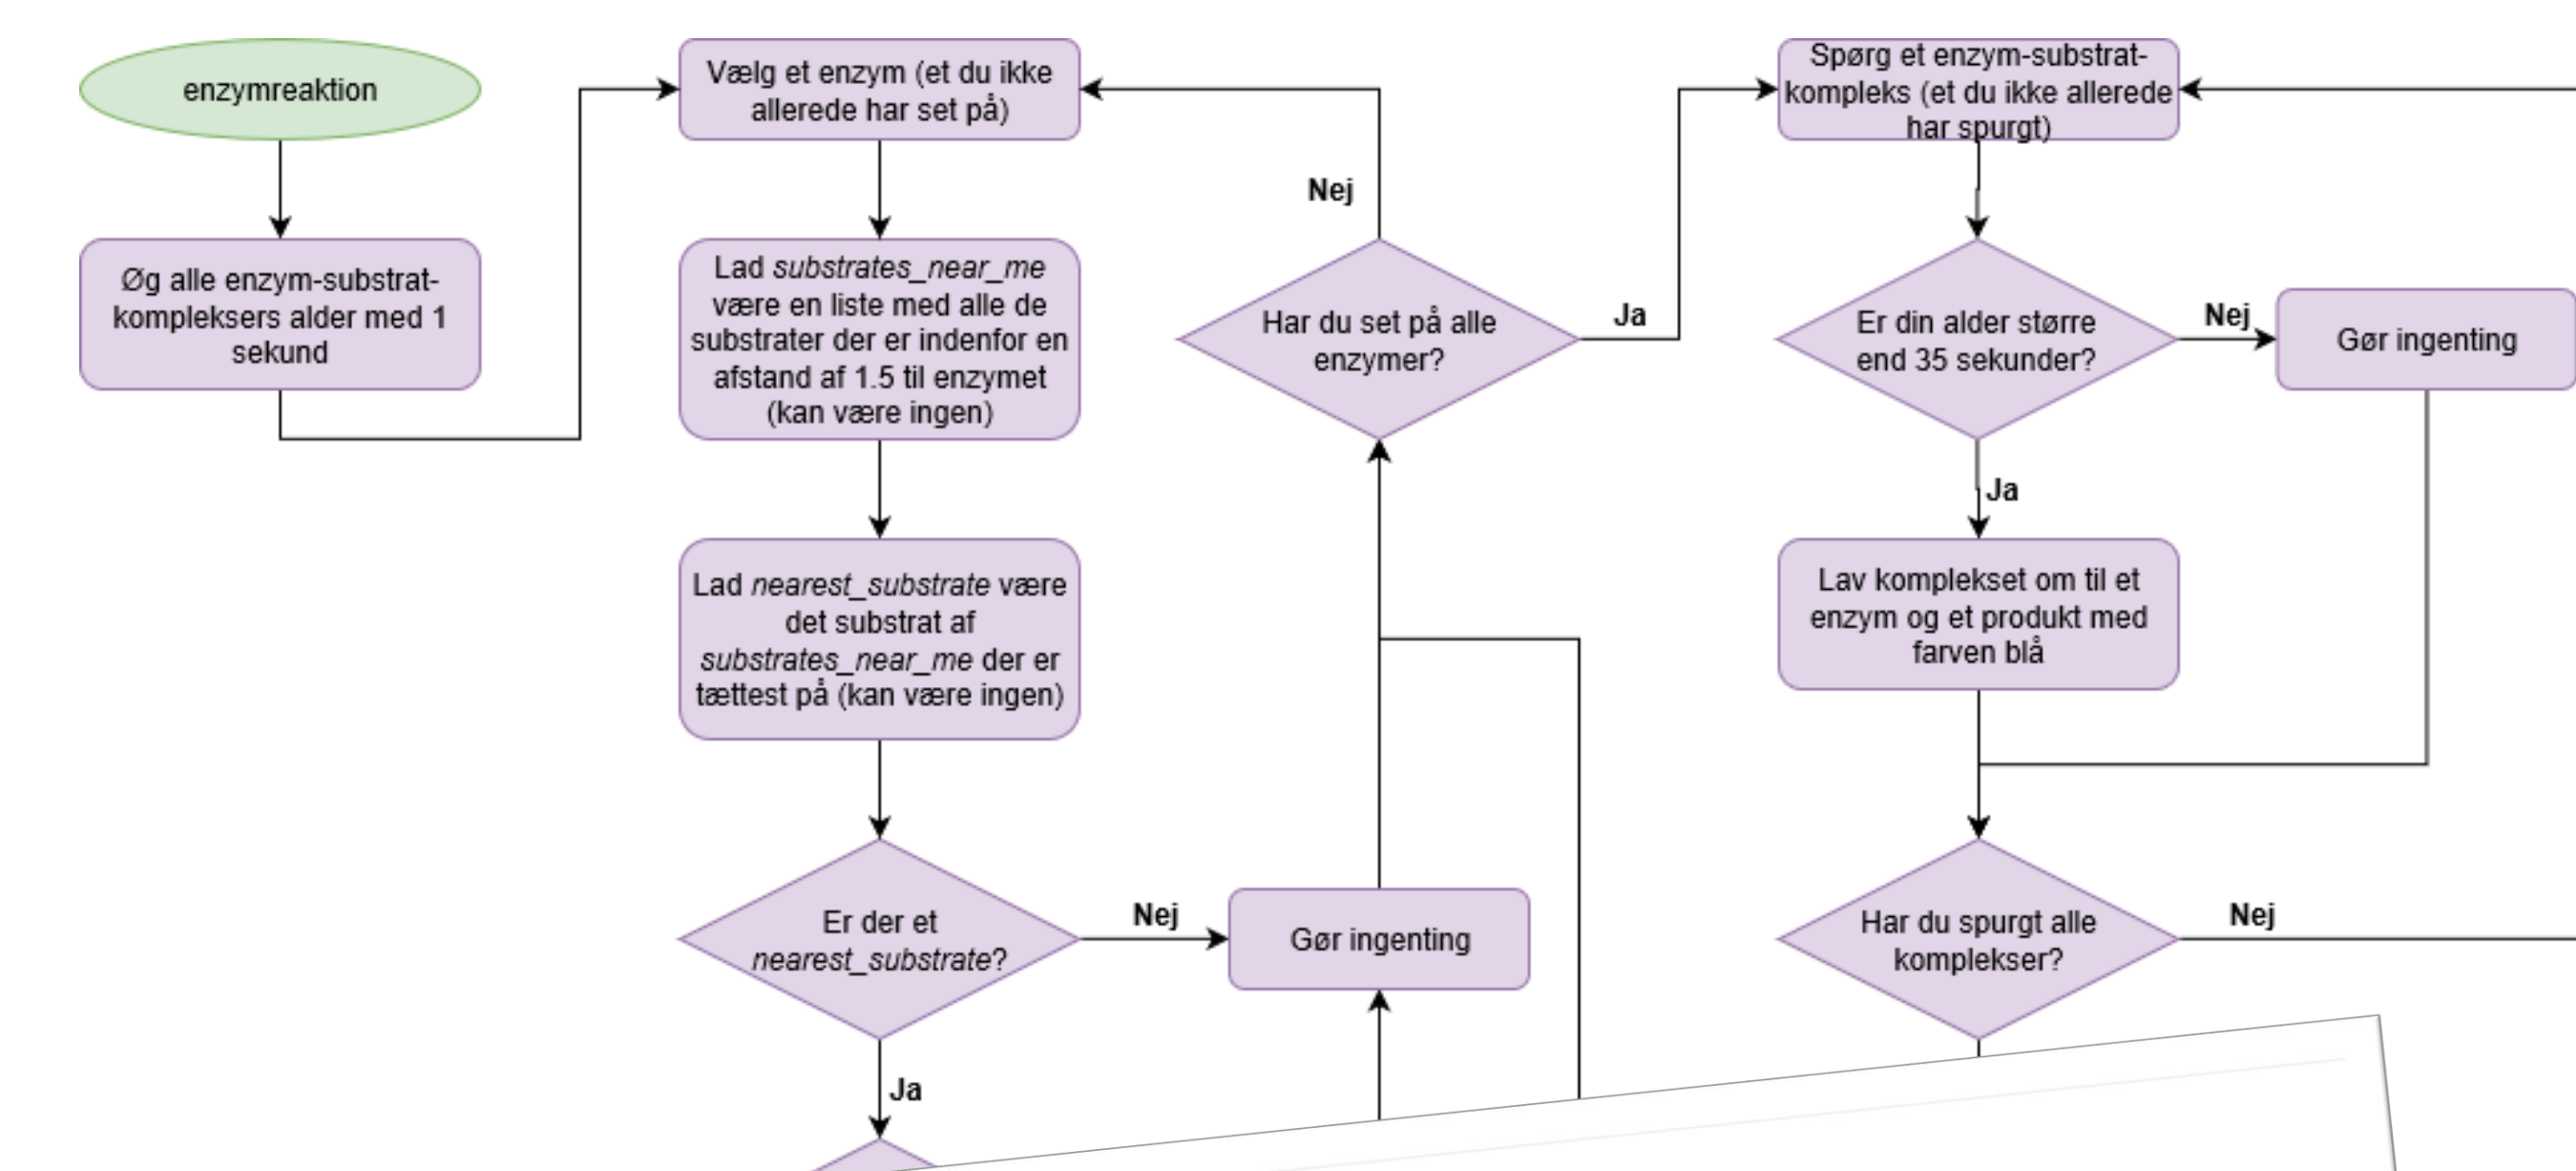 enzymreaktion
Øg alle enzym-substrat-
kompleksers alder med 1
sekund
Vælg et enzym (et du ikke
allerede har set på)
Lad substrates_near_me
være en liste med alle de
substrater der er indenfor en
afstand af 1.5 til enzymet
(kan være ingen)
Lad nearest_substrate være
det substrat af
substrates_near_me der er
tættest på (kan være ingen)
Er der et
nearest_substrate?
Nej
Ja
Gør ingenting
Har du set på alle
enzymer?
Nej
Ja
Spørg et enzym-substrat-
kompleks (et du ikke allerede
har spurgt)
Er din alder større
end 35 sekunder?
Nej
Gør ingenting
Ja
Lav komplekset om til et
enzym og et produkt med
farven blå
Har du spurgt alle
komplekser?
Nej